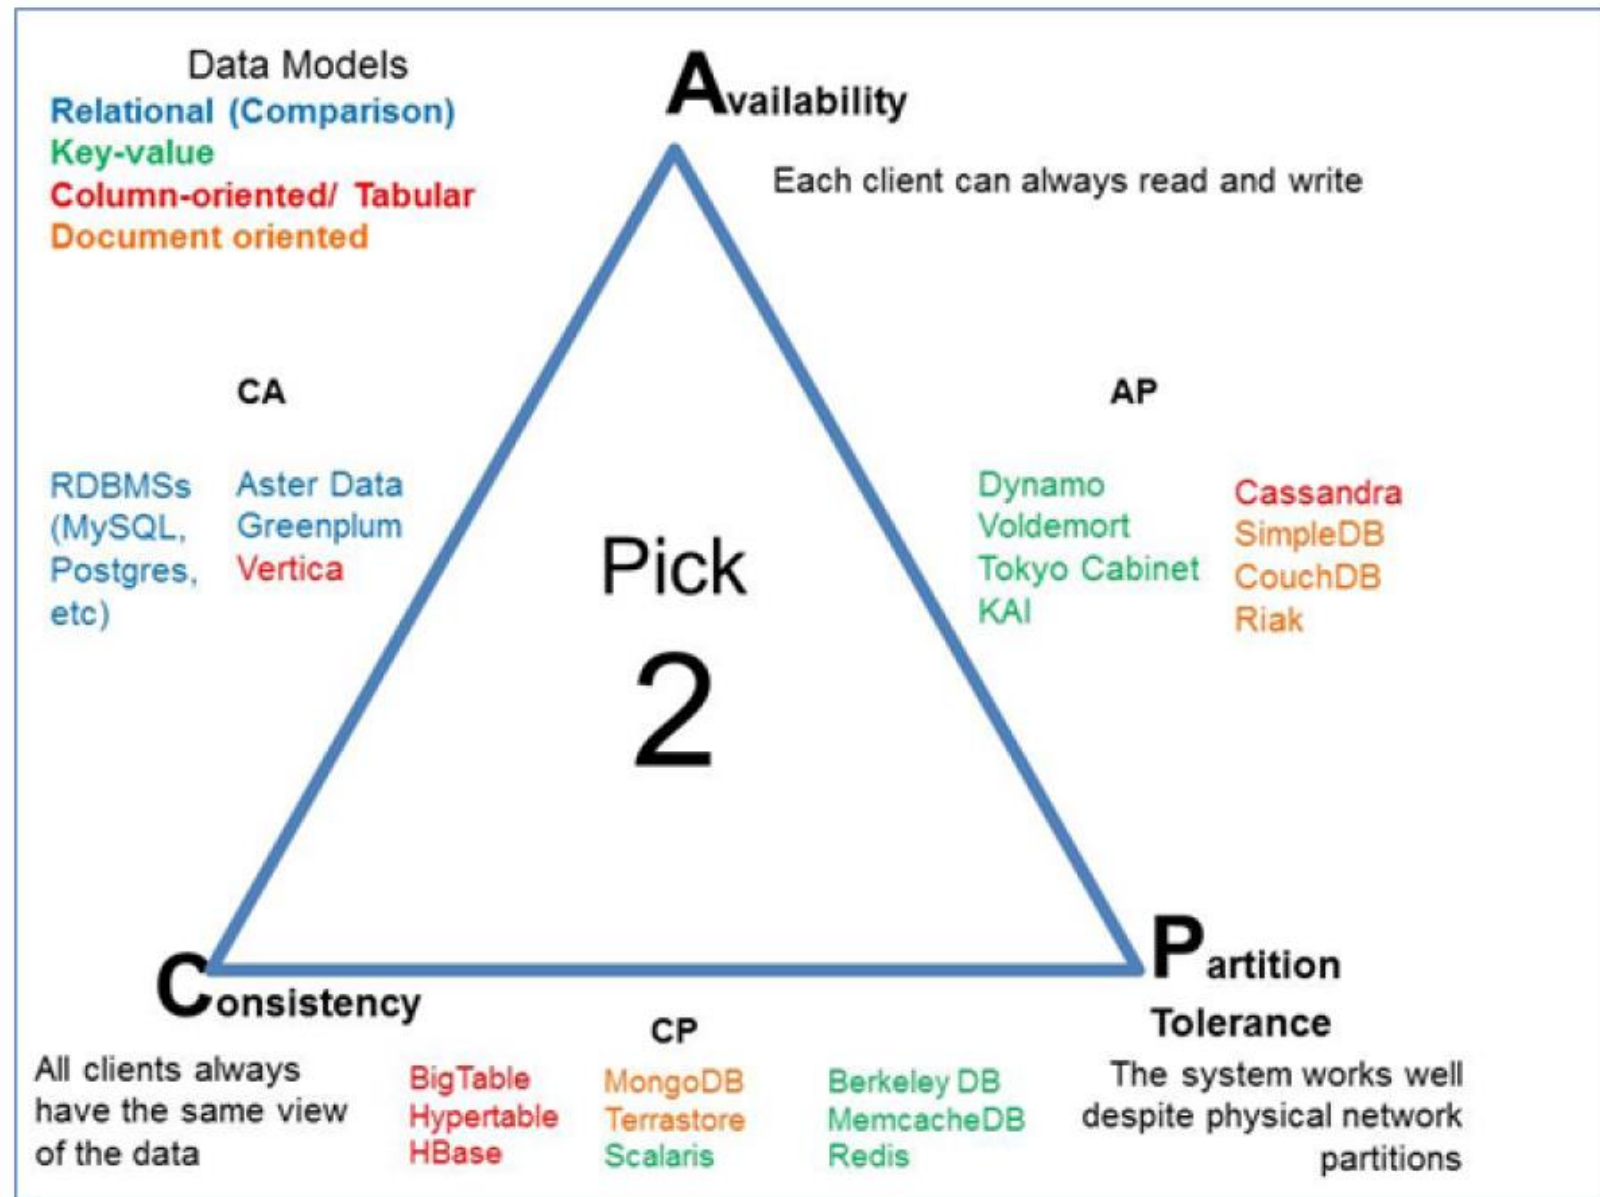 Data Models
Relational (Comparison)
Key-value
Column-oriented/ Tabular
Document oriented
Availability
Each client can always read and write
CA
RDBMSs
(MySQL,
Postgres,
etc)
Aster Data
Greenplum
Vertica
Pick
2
AP
Dynamo
Voldemort
Tokyo Cabinet
KAI
Cassandra
SimpleDB
CouchDB
Riak
Consistency
All clients always
have the same view
of the data
CP
BigTable
Hypertable
HBase
MongoDB
Terrastore
Scalaris
Berkeley DB
MemcacheDB
Redis
Partition
Tolerance
The system works well
despite physical network
partitions